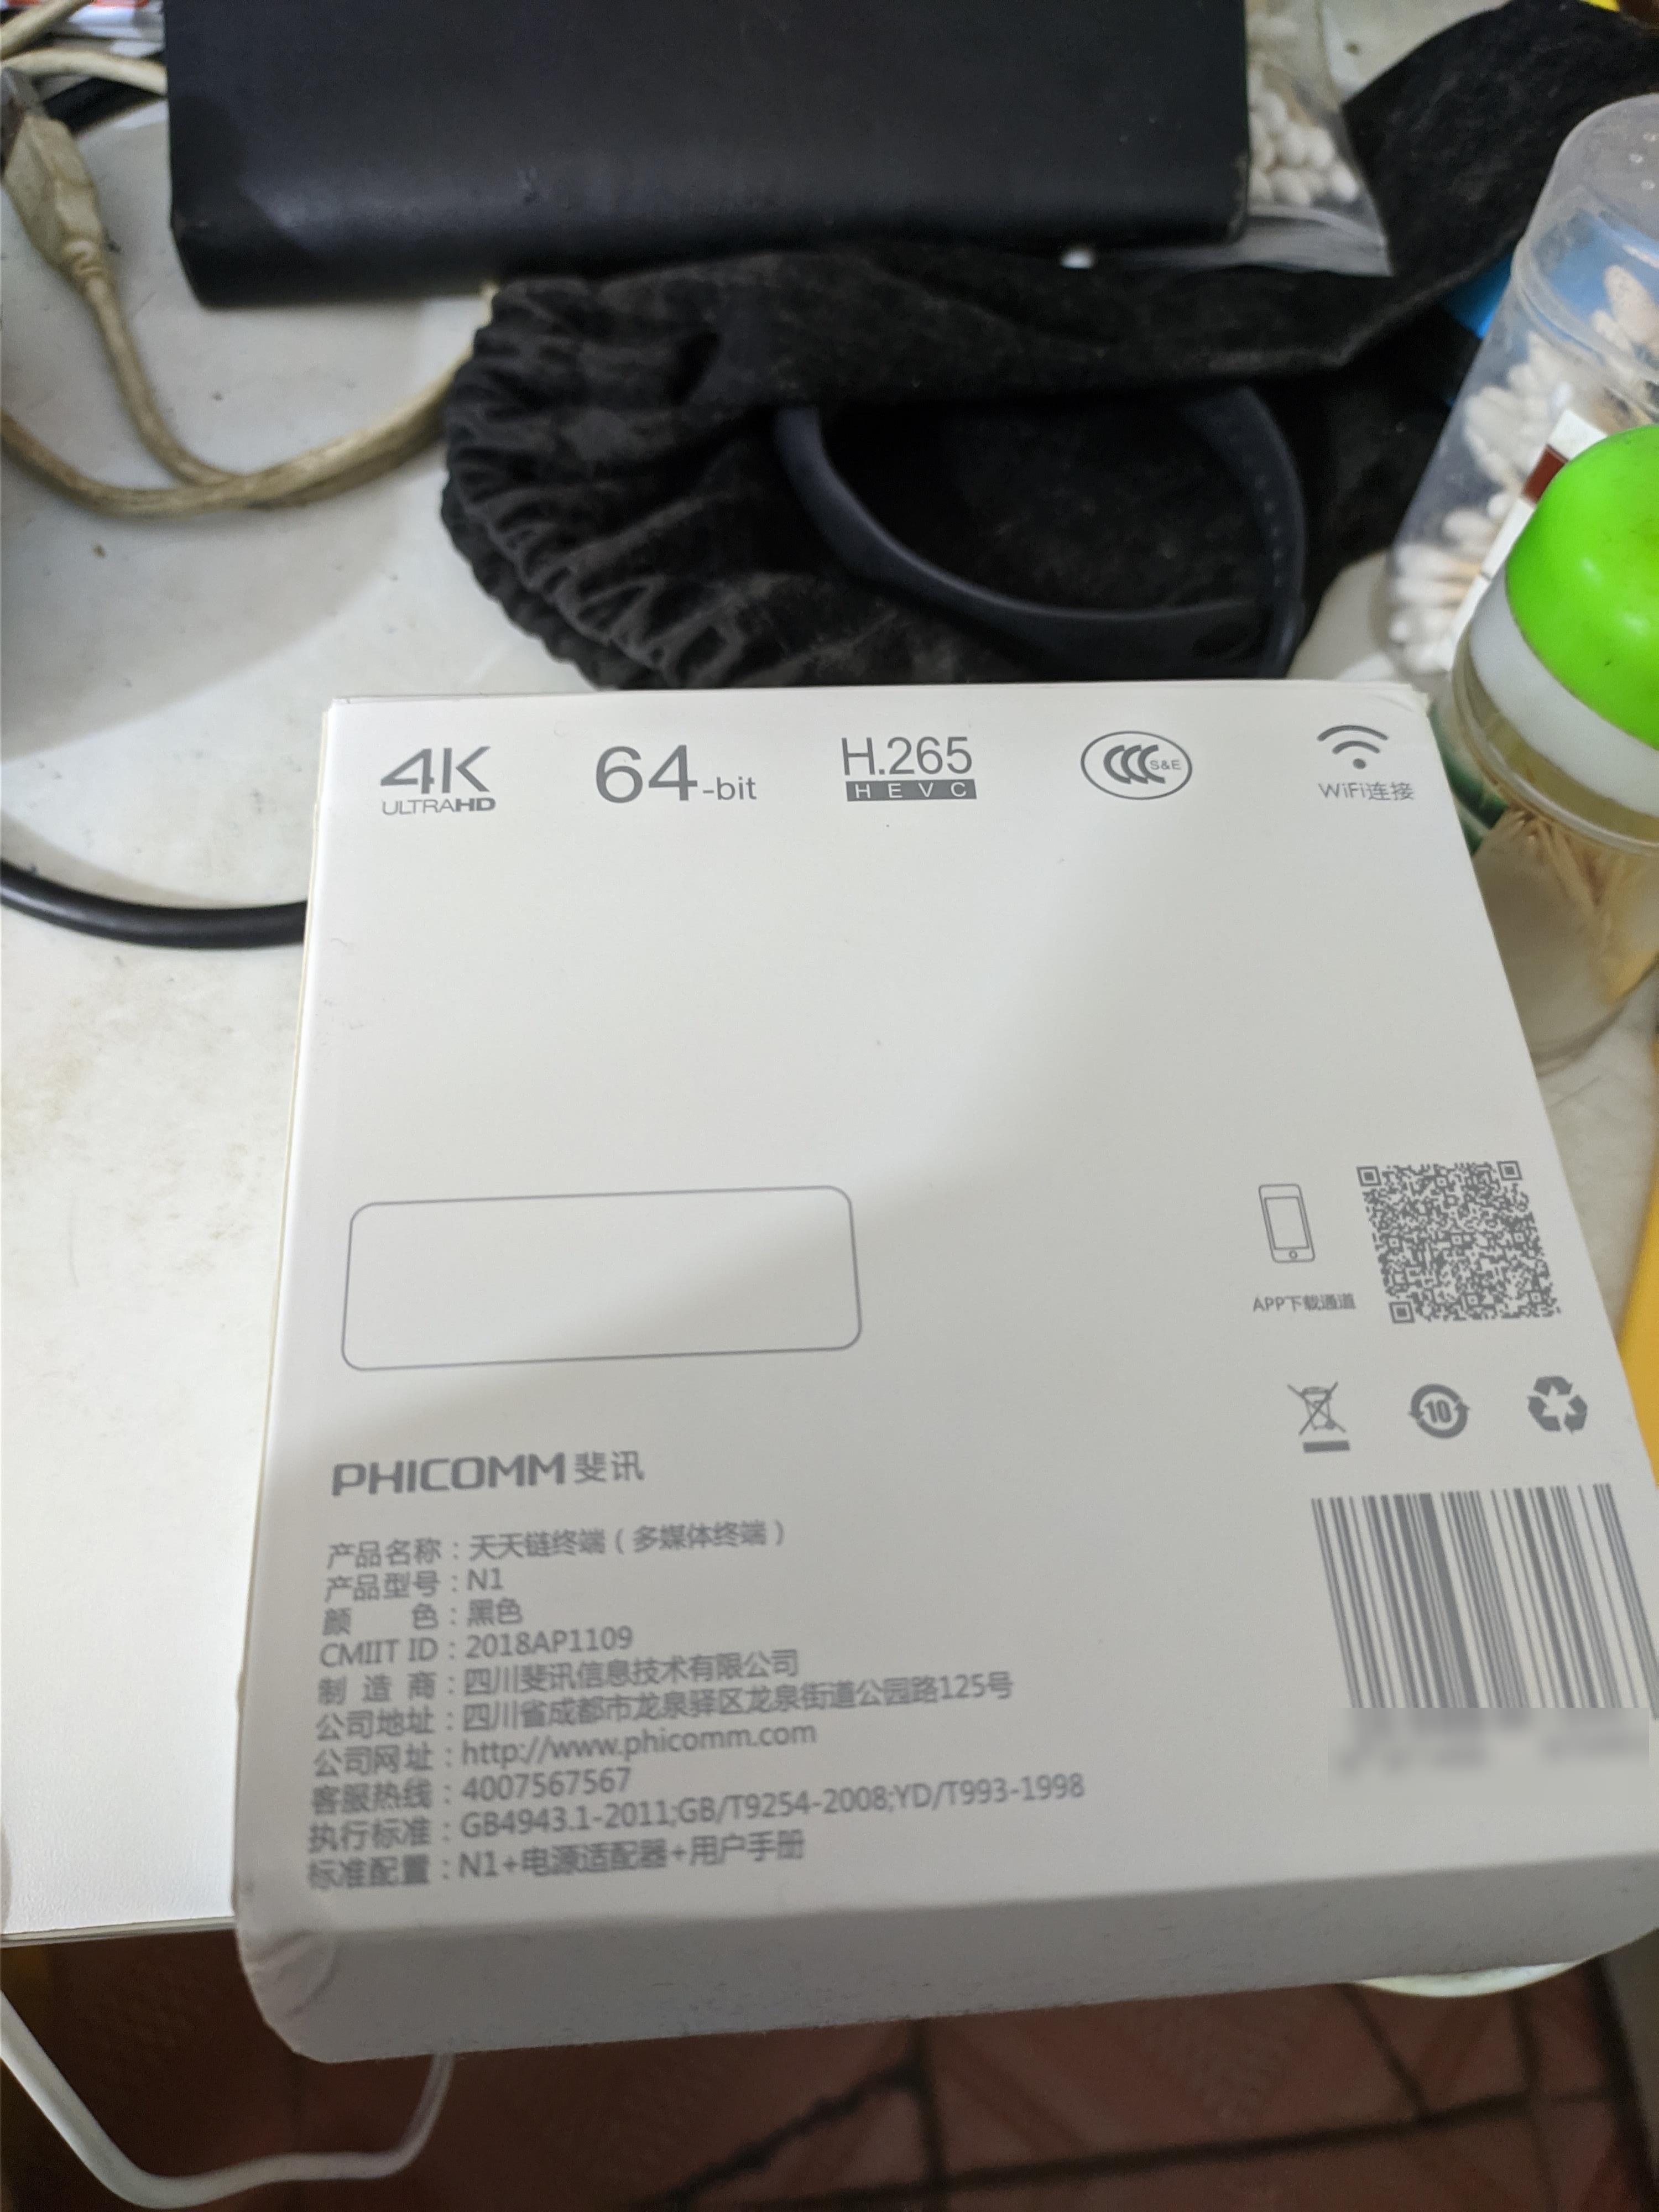 4K
ULTRAHD
64-bit
H.265
HEVC
S&E
WiFi连接
APP下载通道
10
PHICOMM 斐讯
产品名称：天天链终端（多媒体终端）
产品型号：N1
颜 色：黑色
CMIIT ID：2018AP1109
制 造 商：四川斐讯信息技术有限公司
公司地址：四川省成都市龙泉驿区龙泉街道公园路125号
公司网址：http://www.phicomm.com
客服热线：4007567567
执行标准：GB4943.1-2011;GB/T9254-2008;YD/T993-1998
标准配置：N1+电源适配器+用户手册